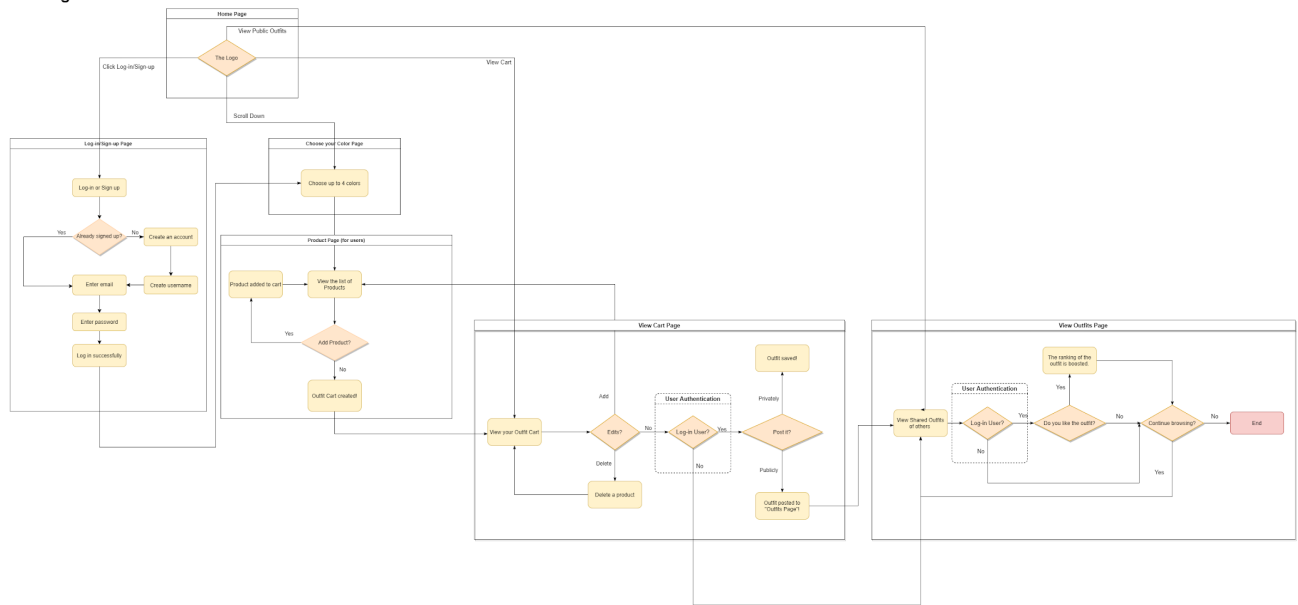 Home Page
View Public Outfits
The Logo
Click Log-in/Sign-up
View Cart
Scroll Down
Log in/Sign up Page
Log-in or Sign up
Already signed up?
Yes
No
Create an account
Create username
Enter email
Enter password
Log in successfully
Choose your Color Page
Choose up to 4 colors
Product Page (for users)
Product added to cart
View the list of
Products
Yes
Add Product?
No
Outfit Cart created!
View Cart Page
View your Outfit Cart
Add
Edits?
No
Delete
Delete a product
User Authentication
Log-in User?
Yes
No
Outfit saved!
Privately
Post it?
Publicly
Outfit posted to
"Outfits Page"!
View Outfits Page
View Shared Outfits
of others
User Authentication
Log-in User?
Yes
No
The ranking of the
outfit is boosted.
Yes
Do you like the outfit?
No
Continue browsing?
No
Yes
End